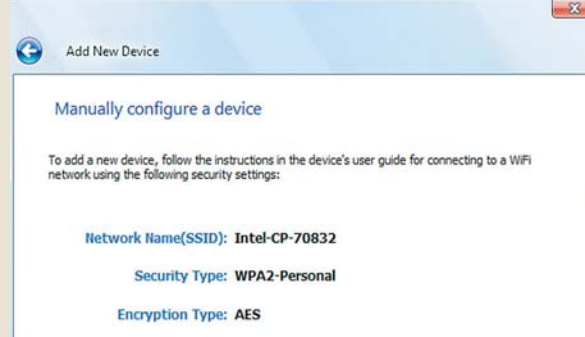 Add New Device
Manually configure a device
To add a new device, follow the instructions in the device's user guide for connecting to a WiFi
network using the following security settings:
Network Name(SSID): Intel-CP-70832
Security Type: WPA2-Personal
Encryption Type: AES